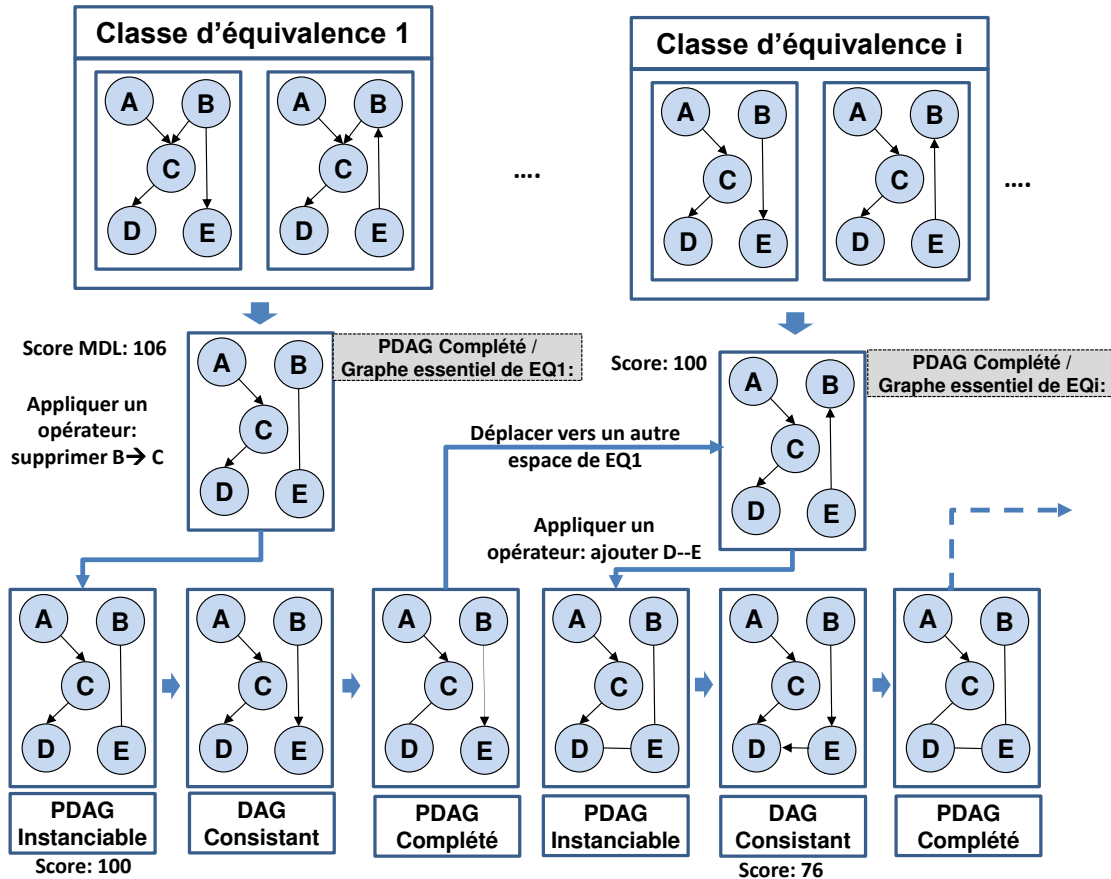 Classe d'équivalence 1
A
B
C
D
E
A
B
C
D
E
....
Classe d'équivalence i
A
B
C
D
E
A
B
C
D
E
....
Score MDL: 106
Appliquer un
opérateur:
supprimer B→ C
A
B
C
D
E
PDAG Complété /
Graphe essentiel de EQ1:
Score: 100
A
B
C
D
E
PDAG Complété /
Graphe essentiel de EQi:
Déplacer vers un autre
espace de EQ1
Appliquer un
opérateur: ajouter D--E
A
B
C
D
E
PDAG
Instanciable
Score: 100
A
B
C
D
E
DAG
Consistant
A
B
C
D
E
PDAG
Complété
A
B
C
D
E
PDAG
Instanciable
A
B
C
D
E
DAG
Consistant
Score: 76
A
B
C
D
E
PDAG
Complété